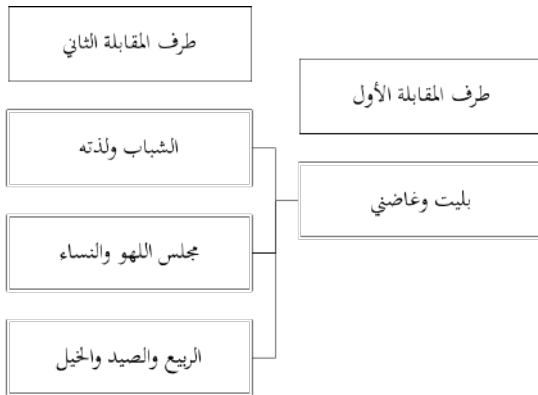 طرف المقابلة الأول
طرف المقابلة الثاني
بليت وغاضني
الشباب ولذته
مجلس اللهو والنساء
الربيع والصيد والخيل